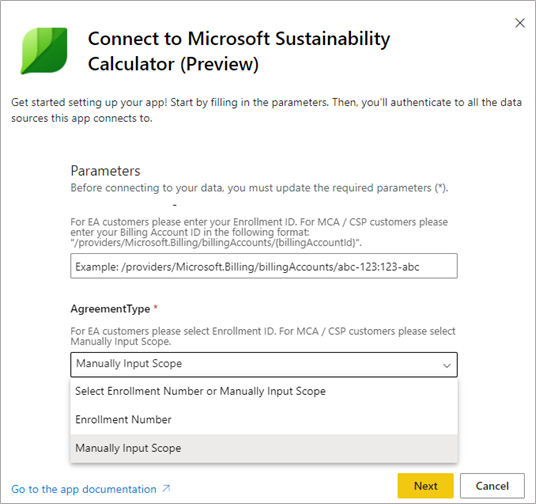 Connect to Microsoft Sustainability
Calculator (Preview)
Get started setting up your app! Start by filling in the parameters. Then, you'll authenticate to all the data
sources this app connects to.
Parameters
Before connecting to your data, you must update the required parameters (*).
For EA customers please enter your Enrollment ID. For MCA / CSP customers please
enter your Billing Account ID in the following format:
"/providers/Microsoft.Billing/billingAccounts/{billingAccountId}".
Example: /providers/Microsoft.Billing/billingAccounts/abc-123:123-abc
AgreementType *
For EA customers please select Enrollment ID. For MCA / CSP customers please select
Manually Input Scope.
Manually Input Scope
Select Enrollment Number or Manually Input Scope
Enrollment Number
Manually Input Scope
Go to the app documentation
Next
Cancel